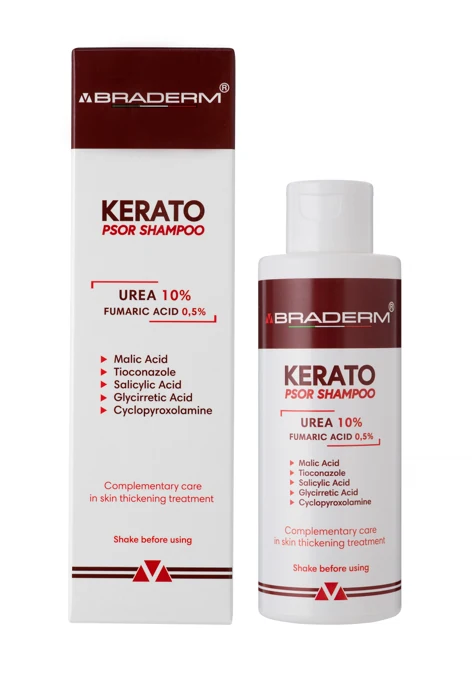 BRADERM®
KERATO
PSOR SHAMPOO
UREA 10%
FUMARIC ACID 0,5%
Malic Acid
Tioconazole
Salicylic Acid
Glycirretic Acid
Cyclopyroxolamine
Complementary care
in skin thickening treatment
Shake before using
BRADERM®
KERATO
PSOR SHAMPOO
UREA 10%
FUMARIC ACID 0,5%
Malic Acid
Tioconazole
Salicylic Acid
Glycirretic Acid
Cyclopyroxolamine
Complementary care
in skin thickening treatment
Shake before using